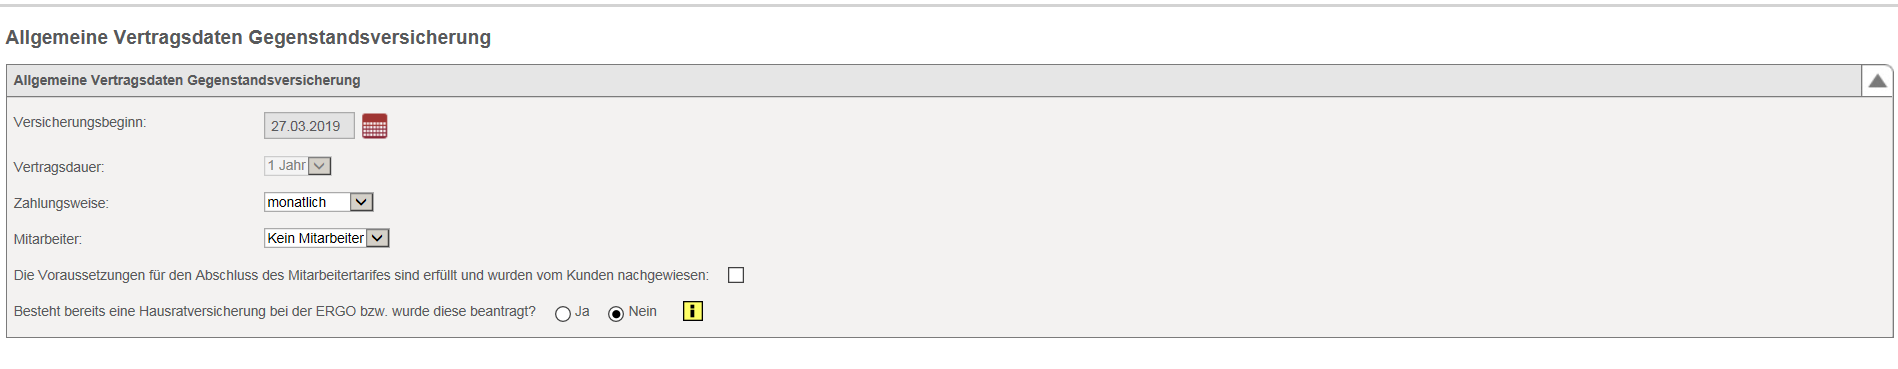 Allgemeine Vertragsdaten Gegenstandsversicherung
Allgemeine Vertragsdaten Gegenstandsversicherung
Versicherungsbeginn: 27.03.2019
Vertragsdauer: 1 Jahr
Zahlungsweise: monatlich
Mitarbeiter: Kein Mitarbeiter
Die Voraussetzungen für den Abschluss des Mitarbeitertarifes sind erfüllt und wurden vom Kunden nachgewiesen:
Besteht bereits eine Hausratversicherung bei der ERGO bzw. wurde diese beantragt? Ja Nein i